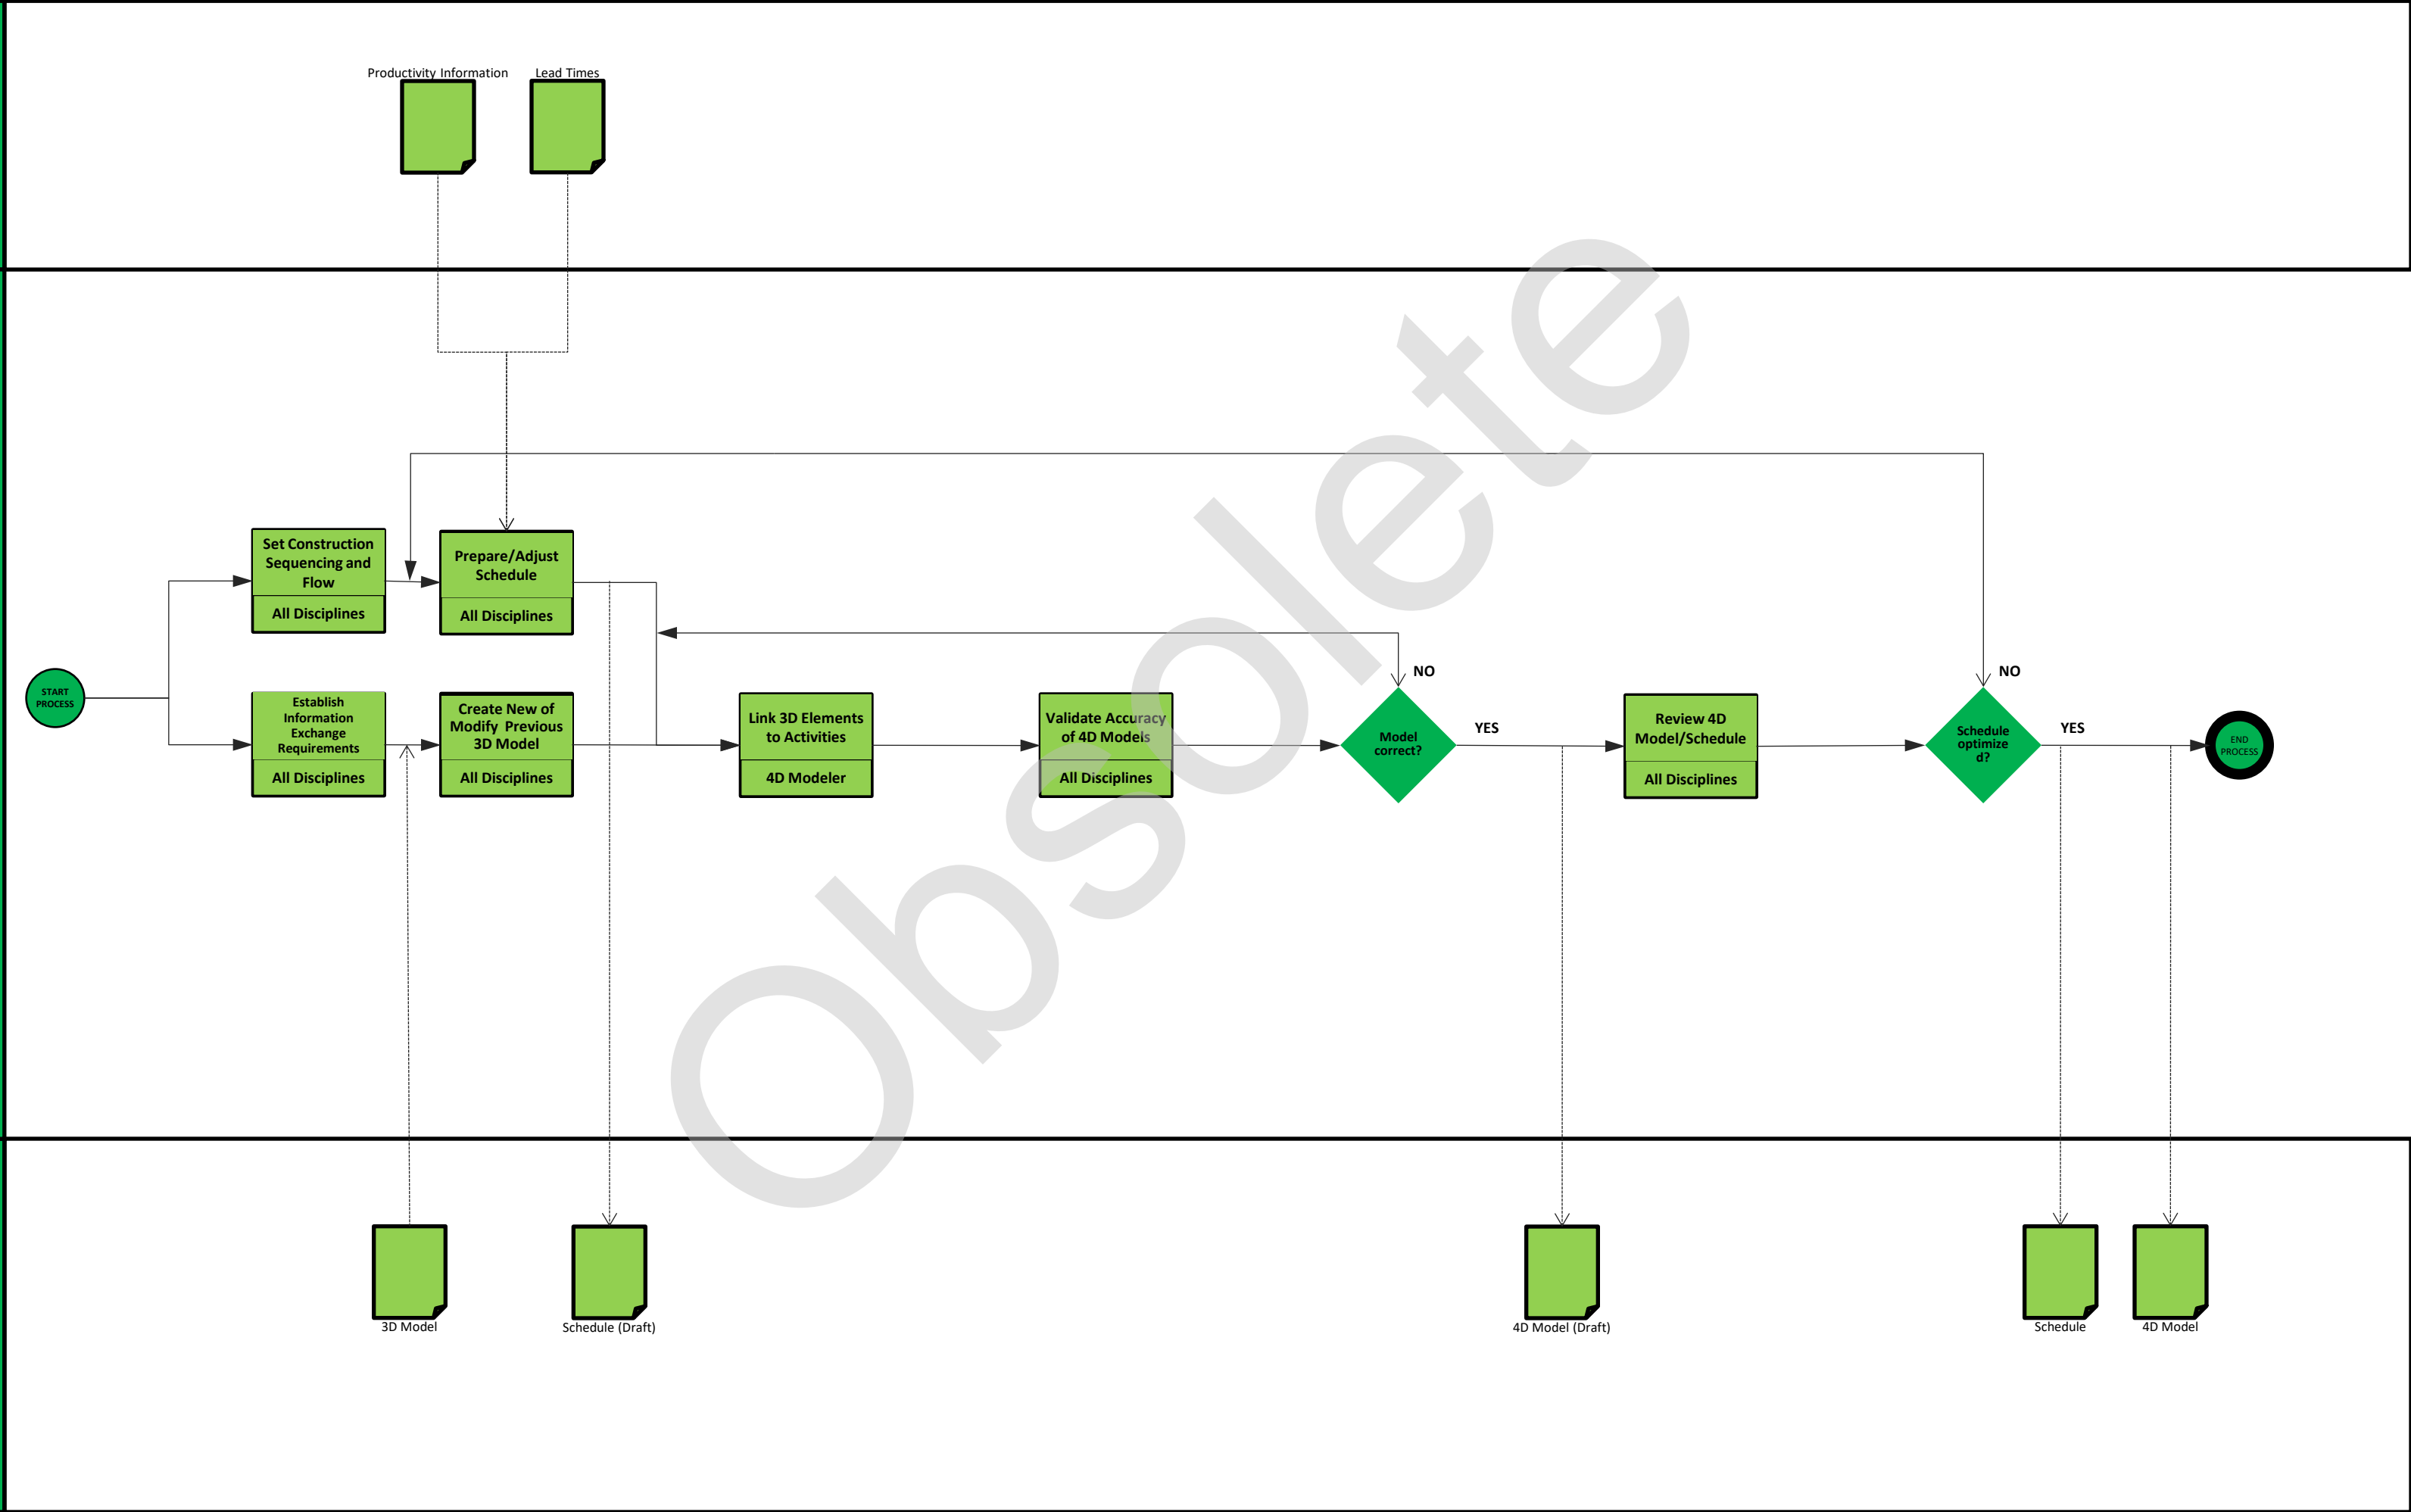 Productivity Information
Lead Times
Set Construction
Sequencing and
Flow
All Disciplines
Prepare/Adjust
Schedule
All Disciplines
START
PROCESS
Establish
Information
Exchange
Requirements
All Disciplines
Create New of
Modify Previous
3D Model
All Disciplines
Link 3D Elements
to Activities
4D Modeler
Validate Accuracy
of 4D Models
All Disciplines
NO
Model
correct?
YES
Review 4D
Model/Schedule
All Disciplines
NO
Schedule
optimize
d?
YES
END
PROCESS
3D Model
Schedule (Draft)
4D Model (Draft)
Schedule
4D Model
Obsolete